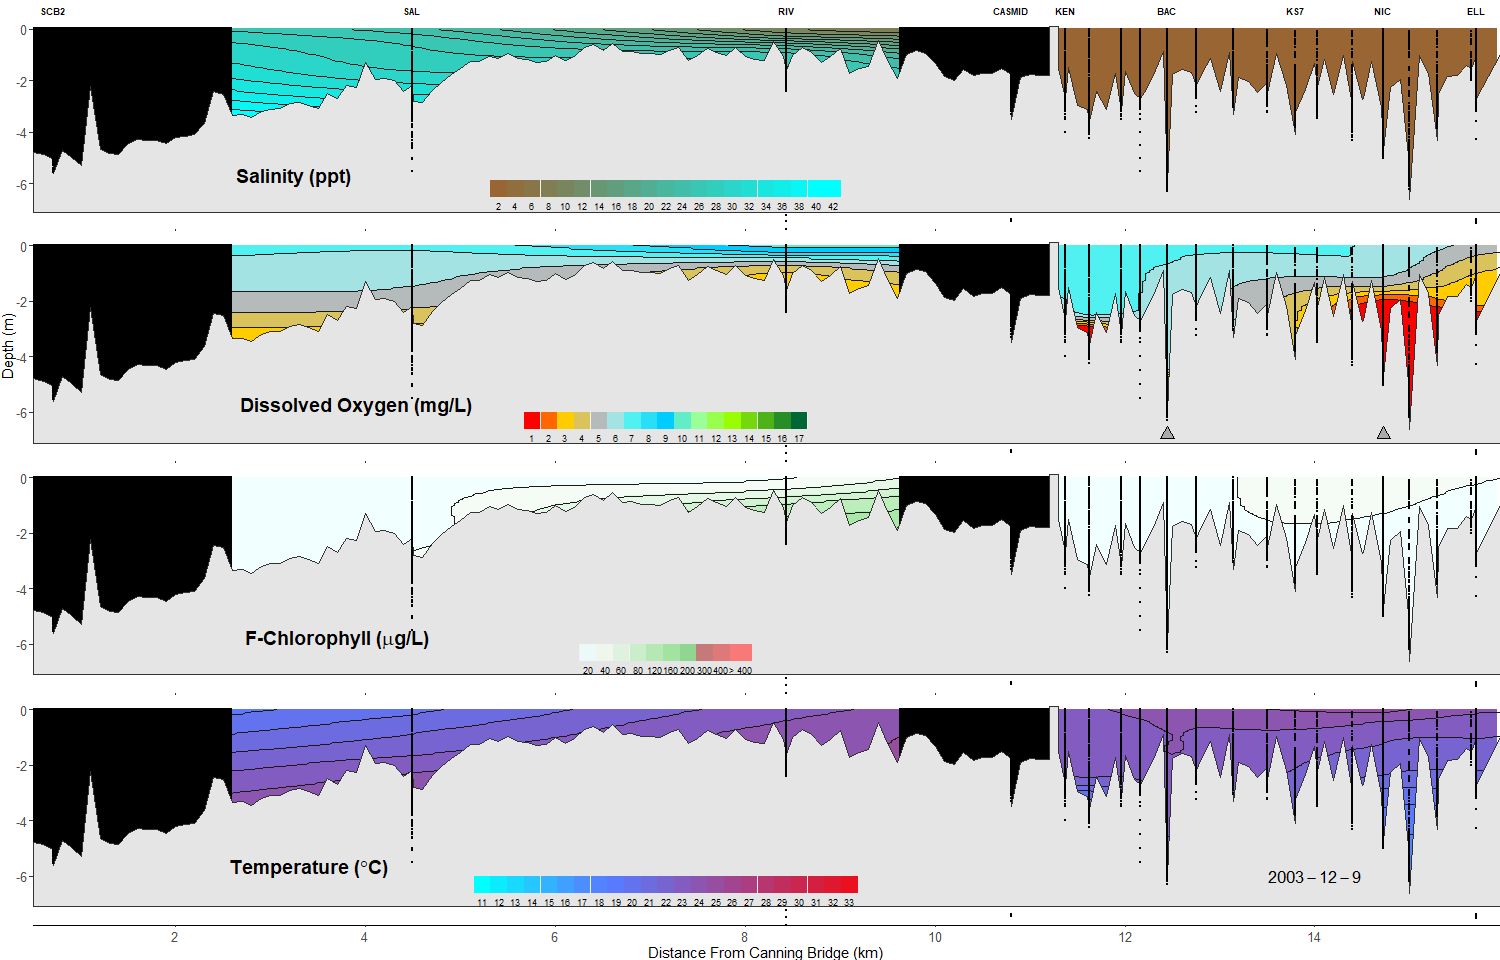 SCB2 SAL RIV CASMID KEN BAC KS7 NIC ELL
0
-2
-4
-6
Salinity (ppt)
2 4 6 8 10 12 14 16 18 20 22 24 26 28 30 32 34 36 38 40 42
0
-2
-4
-6
Depth (m)
Dissolved Oxygen (mg/L)
1 2 3 4 5 6 7 8 9 10 11 12 13 14 15 16 17
0
-2
-4
-6
F-Chlorophyll (µg/L)
20 40 60 80 120 160 200 300 400 > 400
0
-2
-4
-6
Temperature (°C)
11 12 13 14 15 16 17 18 19 20 21 22 23 24 25 26 27 28 29 30 31 32 33
2003 – 12 – 9
2 4 6 8 10 12 14
Distance From Canning Bridge (km)